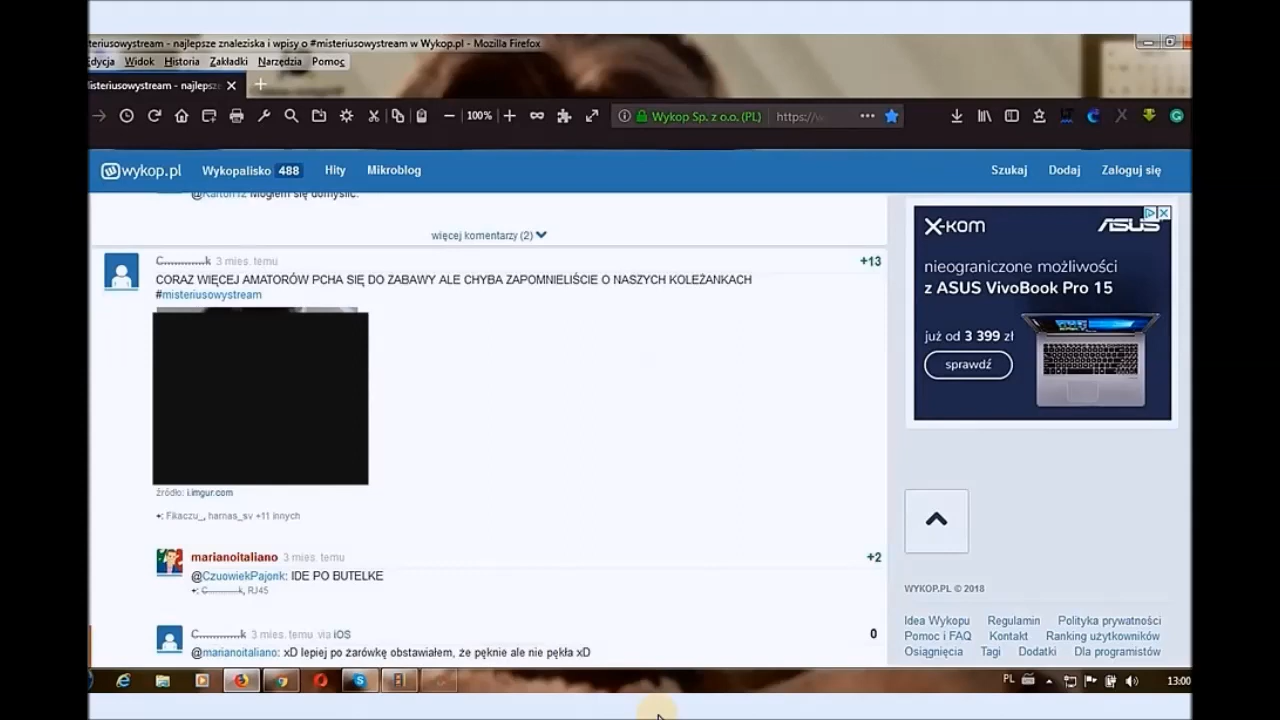 isteriusowystream - najlepsze znaleziska i wpisy o #misteriusowystream w Wykop.pl - Mozilla Firefox
Edycja Widok Historia Zakładki Narzędzia Pomoc
isteriusowystream - najlepsze
100% Wykop Sp. z o.o. (PL) https://w
wykop.pl Wykopalisko 488 Hity Mikroblog Szukaj Dodaj Zaloguj się
@Karton12 Mogłem się domyślić.
więcej komentarzy (2)
C............k 3 mies. temu +13
CORAZ WIĘCEJ AMATORÓW PCHA SIĘ DO ZABAWY ALE CHYBA ZAPOMNIELIŚCIE O NASZYCH KOLEŻANKACH
#misteriusowystream
źródło: i.imgur.com
+: Fikaczu_, harnas_sv +11 innych
marianoitaliano 3 mies. temu +2
@CzuowiekPajonk: IDE PO BUTELKE
+: C............k, RJ45
C............k 3 mies. temu via iOS 0
@marianoitaliano: xD lepiej po żarówkę obstawiałem, że pęknie ale nie pękła xD
X-KOM ASUS
nieograniczone możliwości
z ASUS VivoBook Pro 15
już od 3 399 zł
sprawdź
WYKOP.PL © 2018
Idea Wykopu Regulamin Polityka prywatności
Pomoc i FAQ Kontakt Ranking użytkowników
Osiągnięcia Tagi Dodatki Dla programistów
PL 13:00